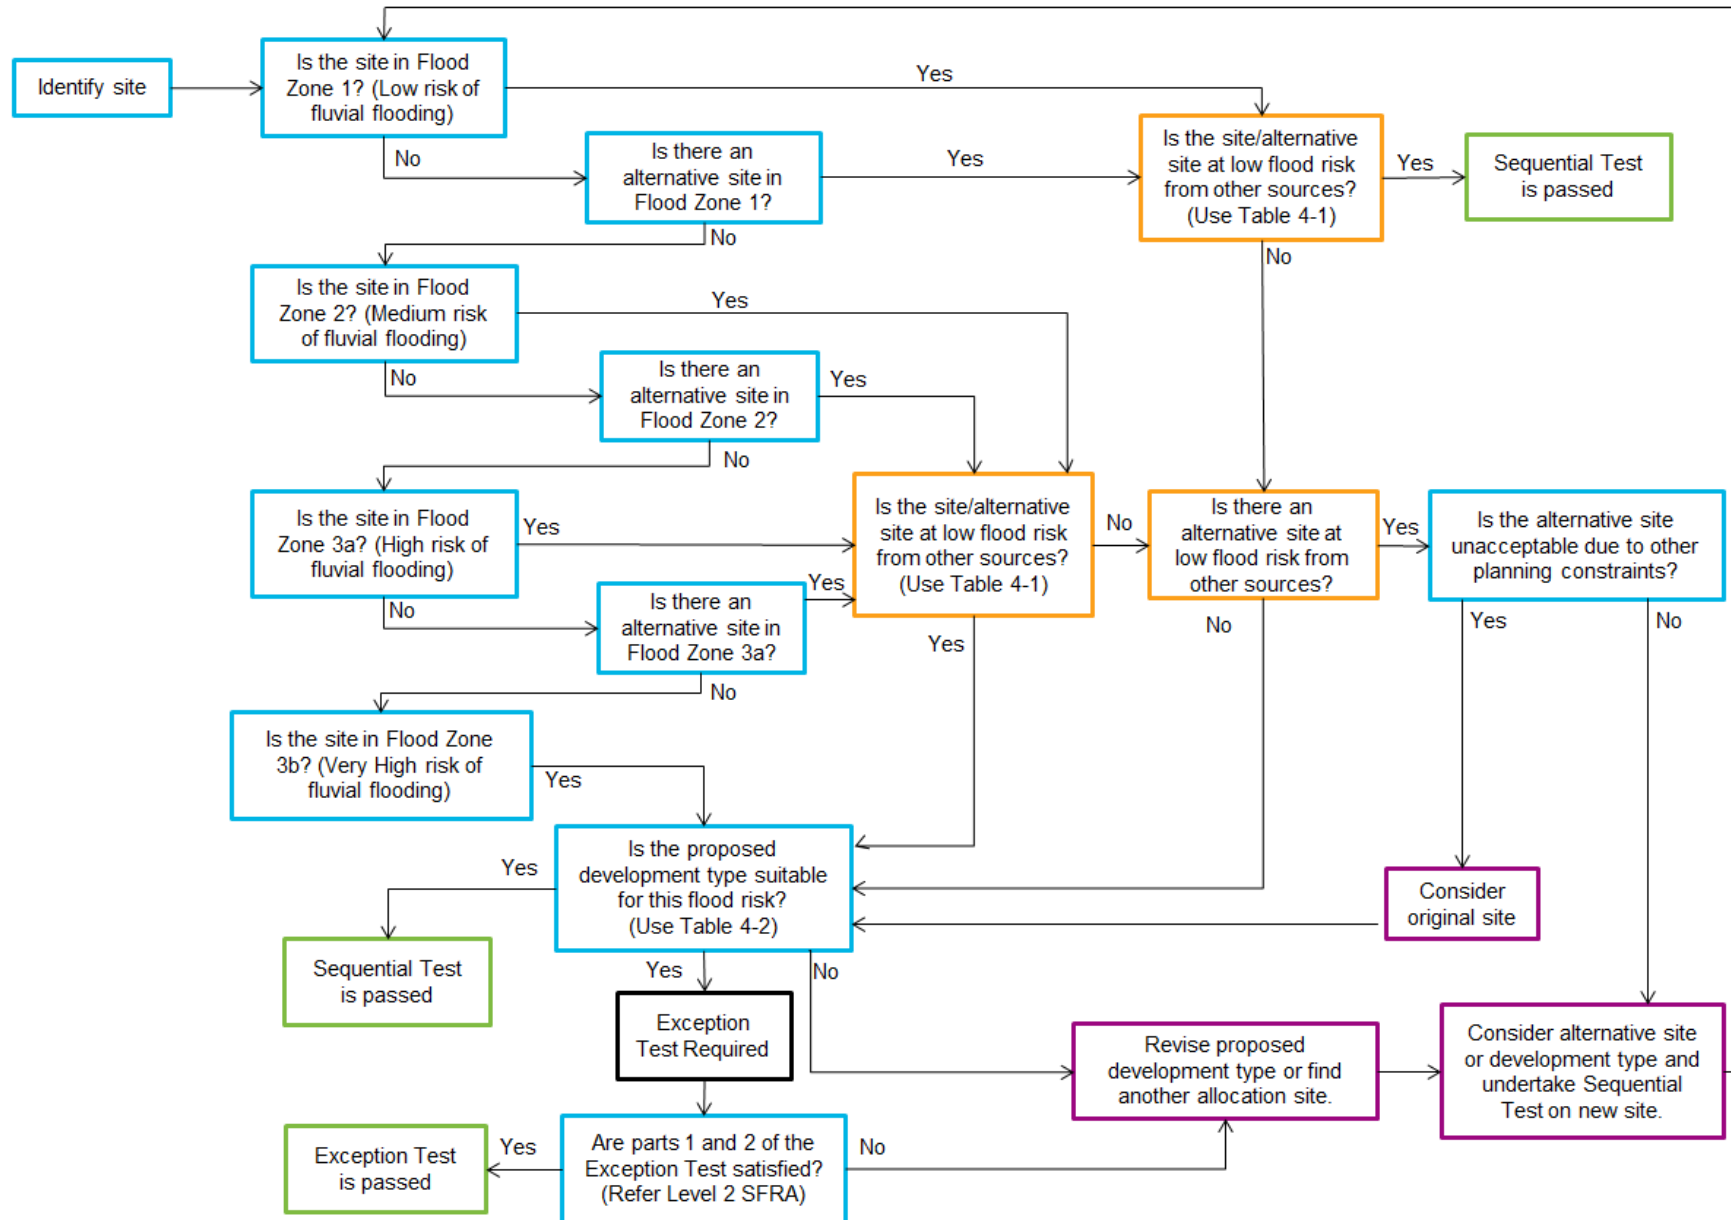 Identify site
Is the site in Flood
Zone 1? (Low risk of
fluvial flooding)
Yes
No
Is there an
alternative site in
Flood Zone 1?
Yes
No
Is the site/alternative
site at low flood risk
from other sources?
(Use Table 4-1)
Yes
No
Sequential Test
is passed
Is the site in Flood
Zone 2? (Medium risk
of fluvial flooding)
Yes
No
Is there an
alternative site in
Flood Zone 2?
Yes
No
Is the site in Flood
Zone 3a? (High risk of
fluvial flooding)
Yes
No
Is there an
alternative site in
Flood Zone 3a?
Yes
No
Is the site/alternative
site at low flood risk
from other sources?
(Use Table 4-1)
No
Yes
Is there an
alternative site at
low flood risk from
other sources?
Yes
No
Is the alternative site
unacceptable due to other
planning constraints?
Yes
No
Is the site in Flood Zone
3b? (Very High risk of
fluvial flooding)
Yes
Is the proposed
development type suitable
for this flood risk?
(Use Table 4-2)
Yes
Yes
No
Consider
original site
Sequential Test
is passed
Exception
Test Required
Revise proposed
development type or find
another allocation site.
Consider alternative site
or development type and
undertake Sequential
Test on new site.
Are parts 1 and 2 of the
Exception Test satisfied?
(Refer Level 2 SFRA)
Yes
No
Exception Test
is passed